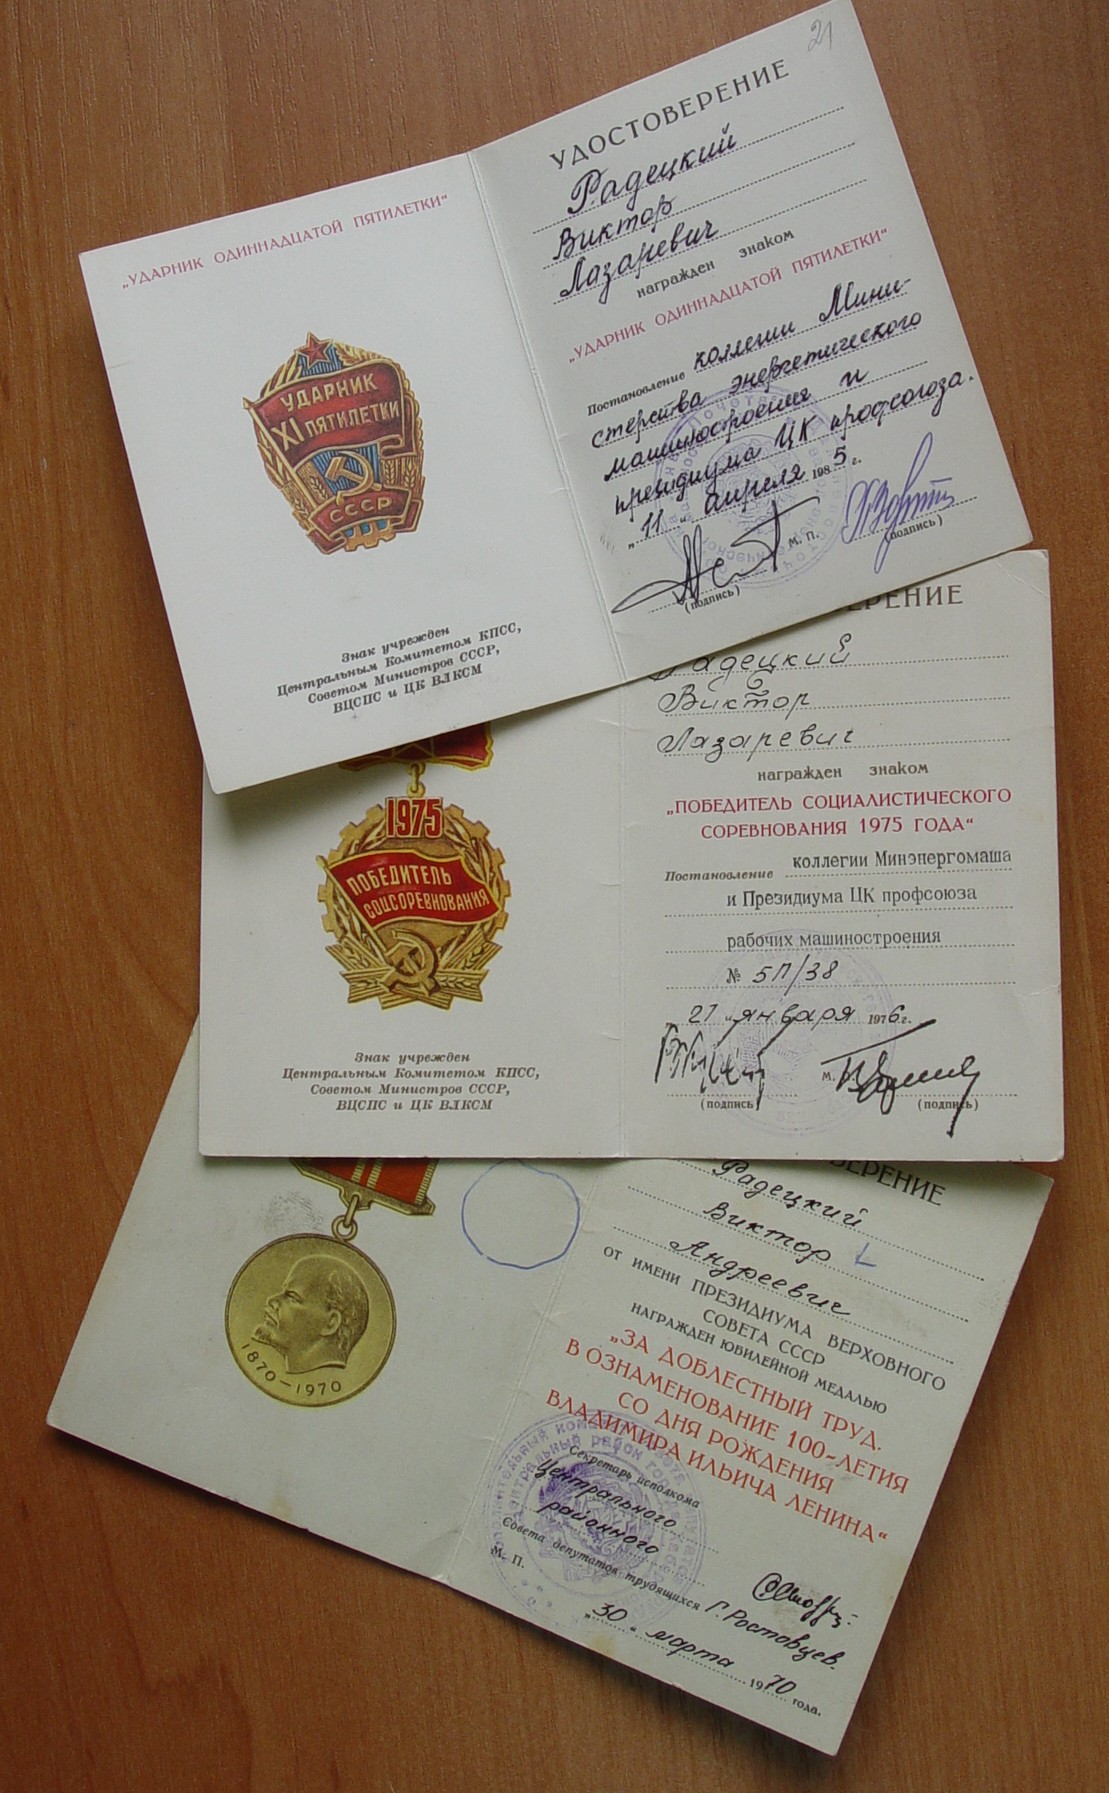 21
„УДАРНИК ОДИННАДЦАТОЙ ПЯТИЛЕТКИ“
УДАРНИК
XI ПЯТИЛЕТКИ
СССР
Знак учрежден
Центральным Комитетом КПСС,
Советом Министров СССР,
ВЦСПС и ЦК ВЛКСМ
УДОСТОВЕРЕНИЕ
Радецкий
Виктор
Лазаревич
награжден знаком
„УДАРНИК ОДИННАДЦАТОЙ ПЯТИЛЕТКИ“
Постановление коллегии Мини-
стерства энергетического
машиностроения и
президиума ЦК профсоюза.
„11“ апреля 1985 г.
М. П.
(подпись) (подпись)
1975
ПОБЕДИТЕЛЬ
СОЦСОРЕВНОВАНИЯ
Знак учрежден
Центральным Комитетом КПСС,
Советом Министров СССР,
ВЦСПС и ЦК ВЛКСМ
ЕРЕНИЕ
Радецкий
Виктор
Лазаревич
награжден знаком
„ПОБЕДИТЕЛЬ СОЦИАЛИСТИЧЕСКОГО
СОРЕВНОВАНИЯ 1975 ГОДА“
Постановление коллегии Минэнергомаша
и Президиума ЦК профсоюза
рабочих машиностроения
№ 5П/38
21 „ января 1976 г.
М.
(подпись) (подпись)
1870–1970
ВЕРЕНИЕ
Радецкий
Виктор L
Андреевич
ОТ ИМЕНИ ПРЕЗИДИУМА ВЕРХОВНОГО
СОВЕТА СССР
НАГРАЖДЕН ЮБИЛЕЙНОЙ МЕДАЛЬЮ
„ЗА ДОБЛЕСТНЫЙ ТРУД.
В ОЗНАМЕНОВАНИЕ 100-ЛЕТИЯ
СО ДНЯ РОЖДЕНИЯ
ВЛАДИМИРА ИЛЬИЧА ЛЕНИНА“
Секретарь исполкома
Центрального
районного
Совета депутатов трудящихся Г. Ростовцев.
М. П.
„30“ марта 1970 года.